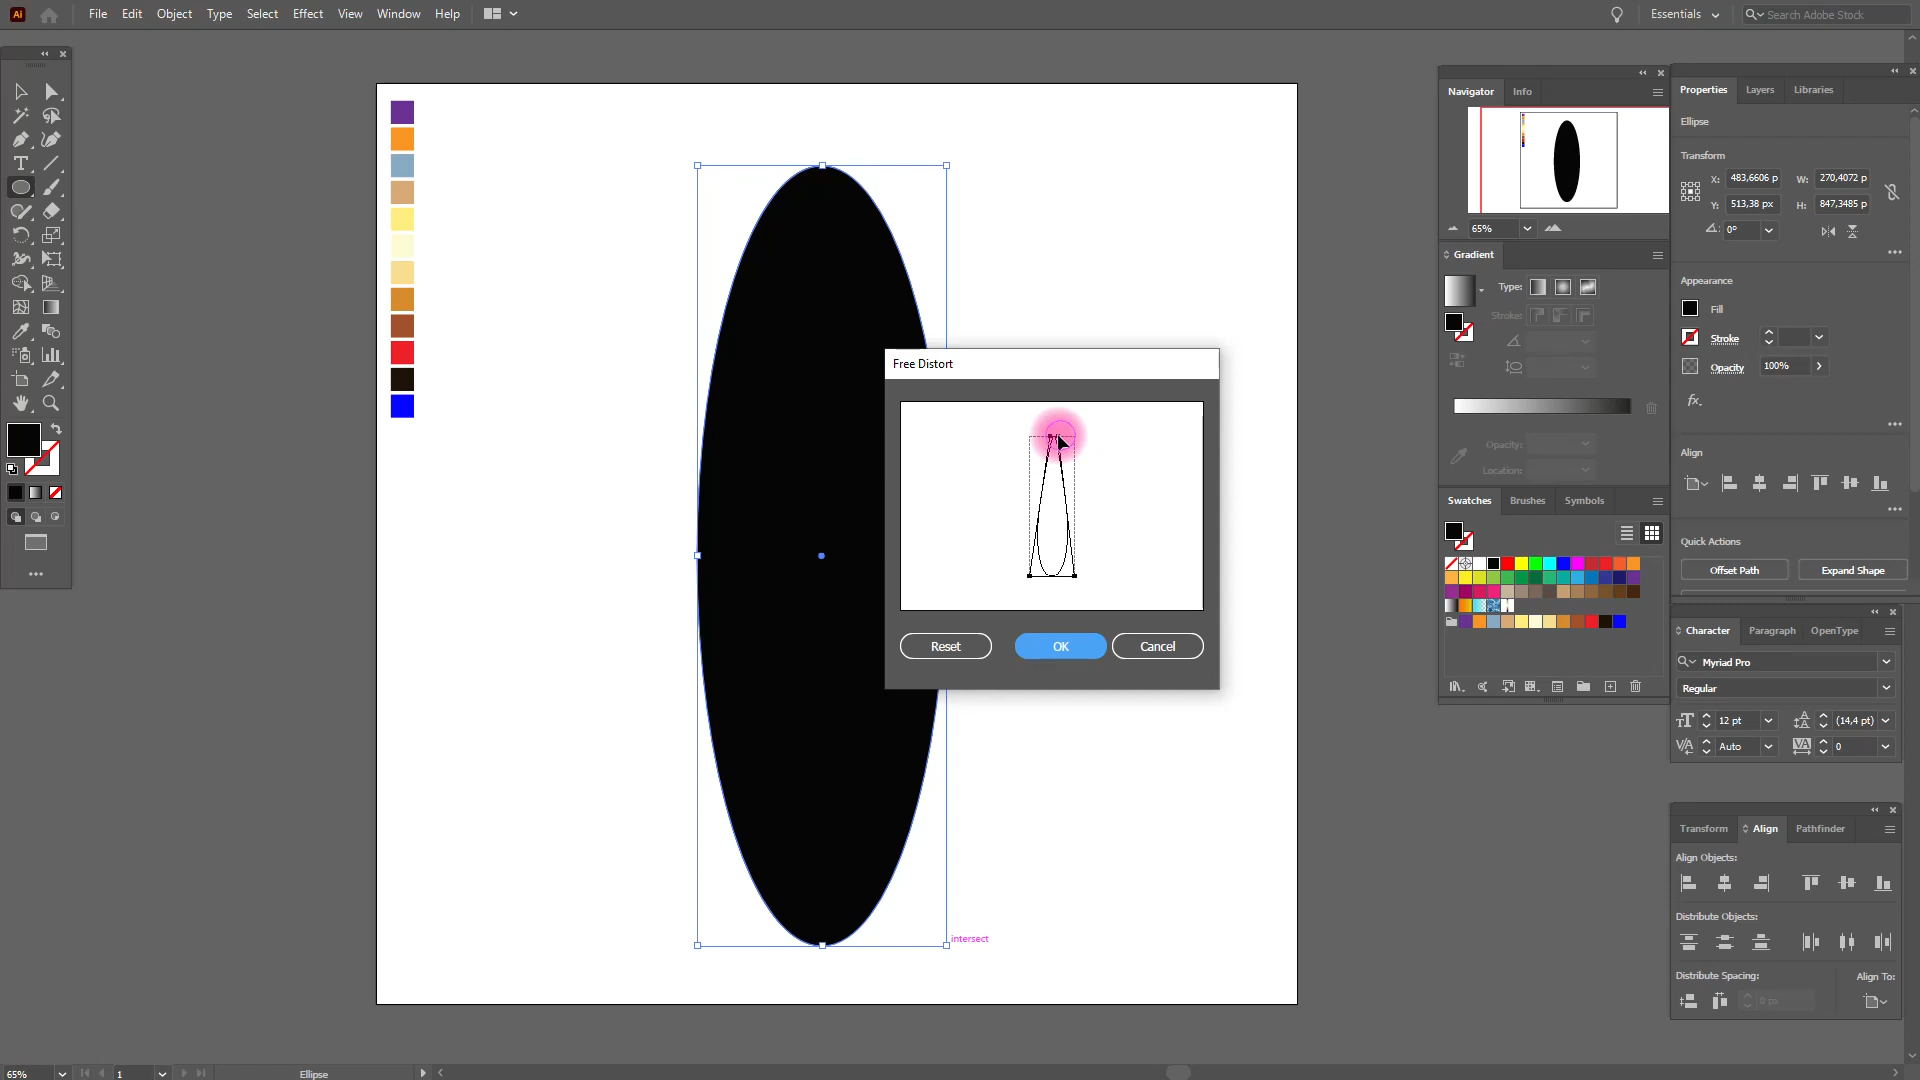 Ai File Edit Object Type Select Effect View Window Help Essentials Search Adobe Stock
Navigator Info
65%
Gradient
Type:
Stroke:
Opacity:
Location:
Swatches Brushes Symbols
Properties Layers Libraries
Ellipse
Transform
X: 483,6606 p W: 270,4072 p
Y: 513,38 px H: 847,3485 p
0°
Appearance
Fill
Stroke
Opacity 100%
fx.
Align
Quick Actions
Offset Path Expand Shape
Character Paragraph OpenType
Myriad Pro
Regular
12 pt (14,4 pt)
Auto 0
Transform Align Pathfinder
Align Objects:
Distribute Objects:
Distribute Spacing: Align To:
0 px
Free Distort
Reset OK Cancel
intersect
65% 1 Ellipse